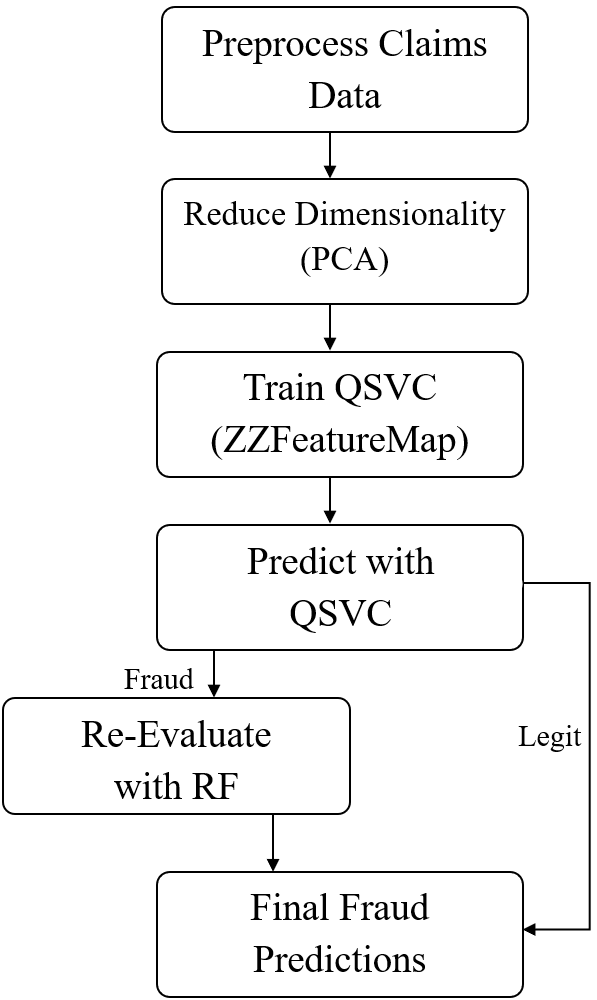 Preprocess Claims
Data
Reduce Dimensionality
(PCA)
Train QSVC
(ZZFeatureMap)
Predict with
QSVC
Fraud
Re-Evaluate
with RF
Legit
Final Fraud
Predictions